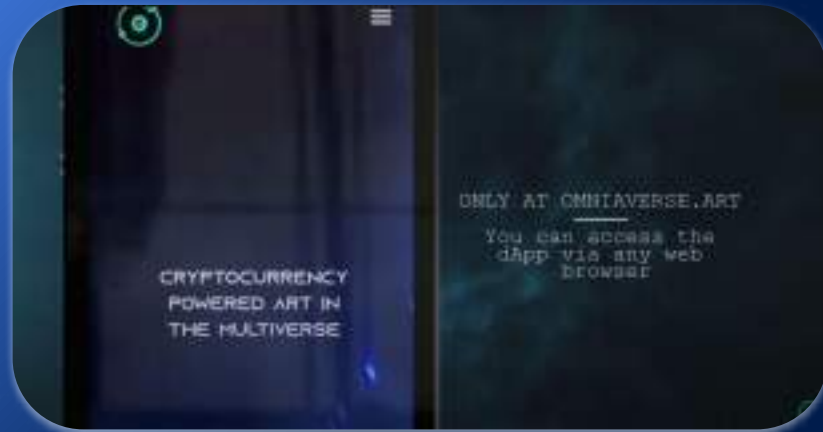 CRYPTOCURRENCY
POWERED ART IN
THE MULTIVERSE
ONLY AT OMNIAVERSE.ART
You can access the
dApp via any web
browser